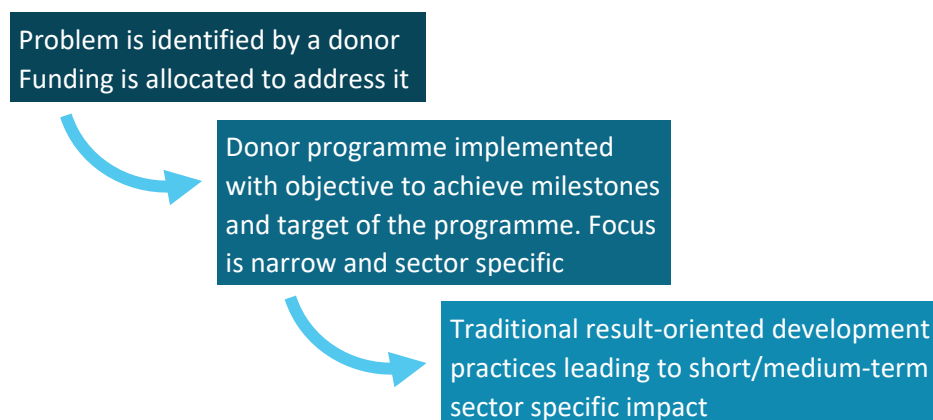 Problem is identified by a donor
Funding is allocated to address it
Donor programme implemented
with objective to achieve milestones
and target of the programme. Focus
is narrow and sector specific
Traditional result-oriented development
practices leading to short/medium-term
sector specific impact